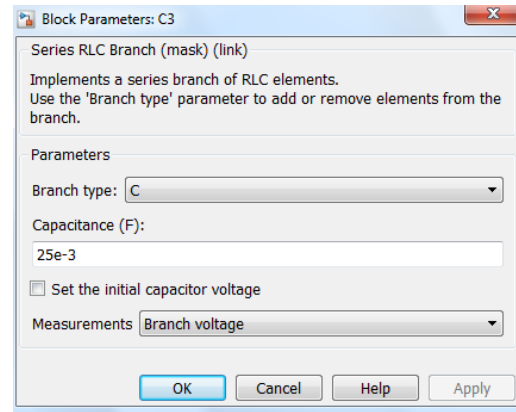 Block Parameters: C3
Series RLC Branch (mask) (link)
Implements a series branch of RLC elements.
Use the 'Branch type' parameter to add or remove elements from the
branch.
Parameters
Branch type: C
Capacitance (F):
25e-3
Set the initial capacitor voltage
Measurements Branch voltage
OK Cancel Help Apply